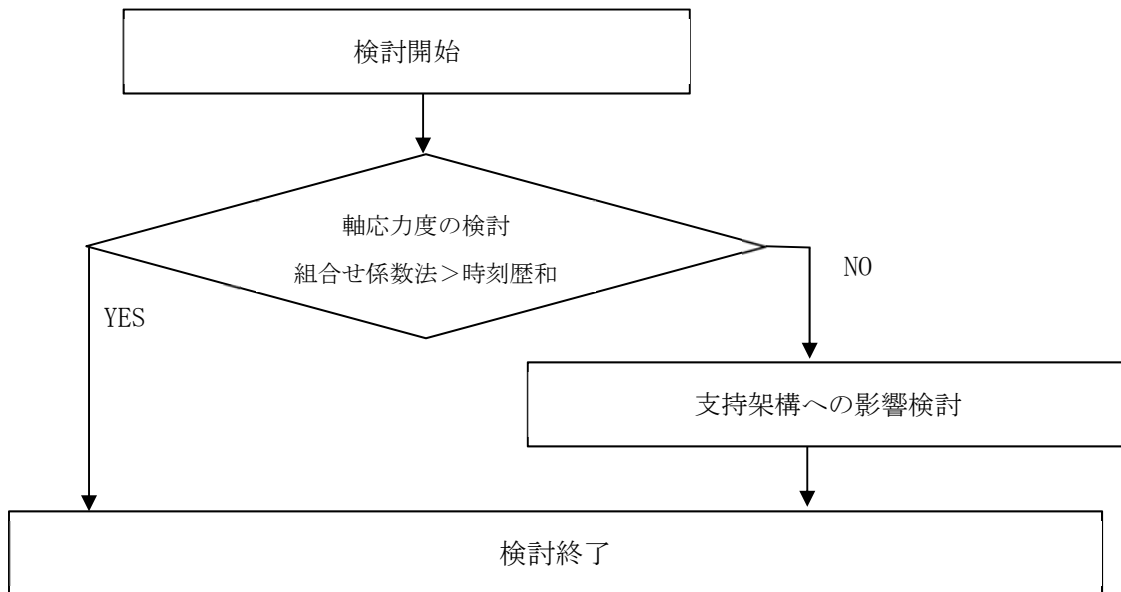 検討開始
軸応力度の検討
組合せ係数法＞時刻歴和
NO
YES
支持架構への影響検討
検討終了